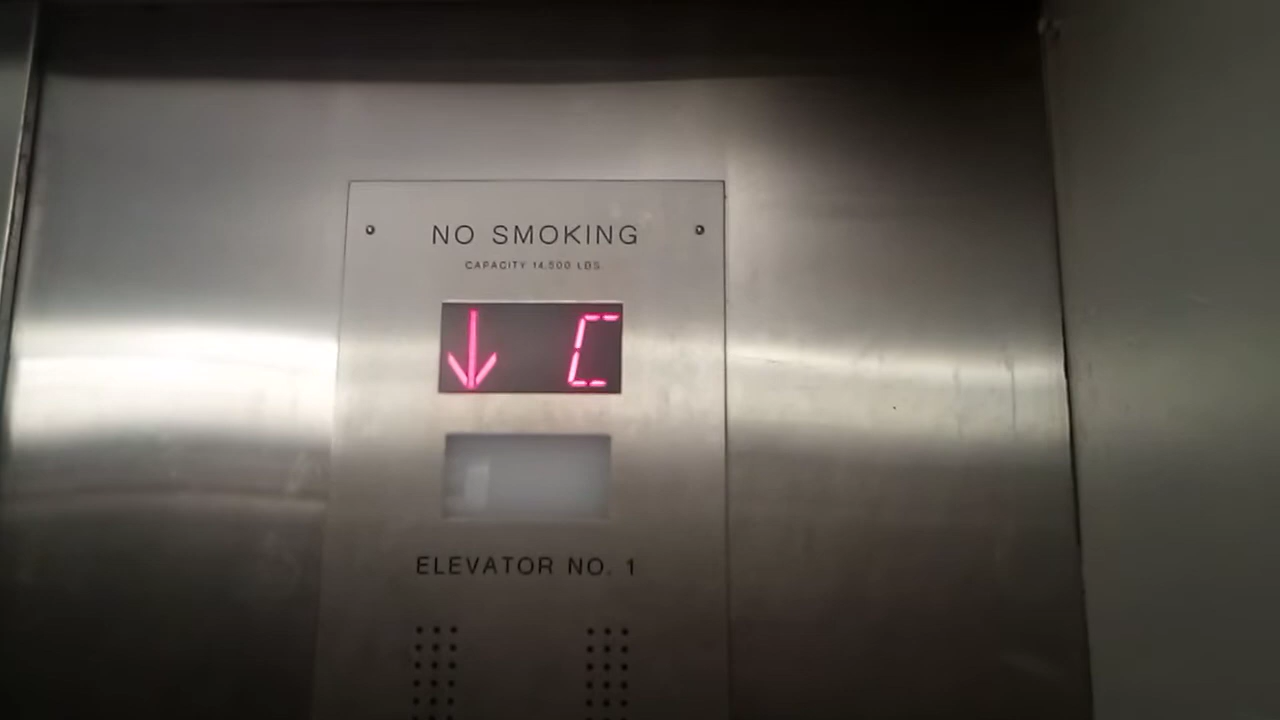 NO SMOKING
CAPACITY 14,500 LBS
↓ C
ELEVATOR NO. 1